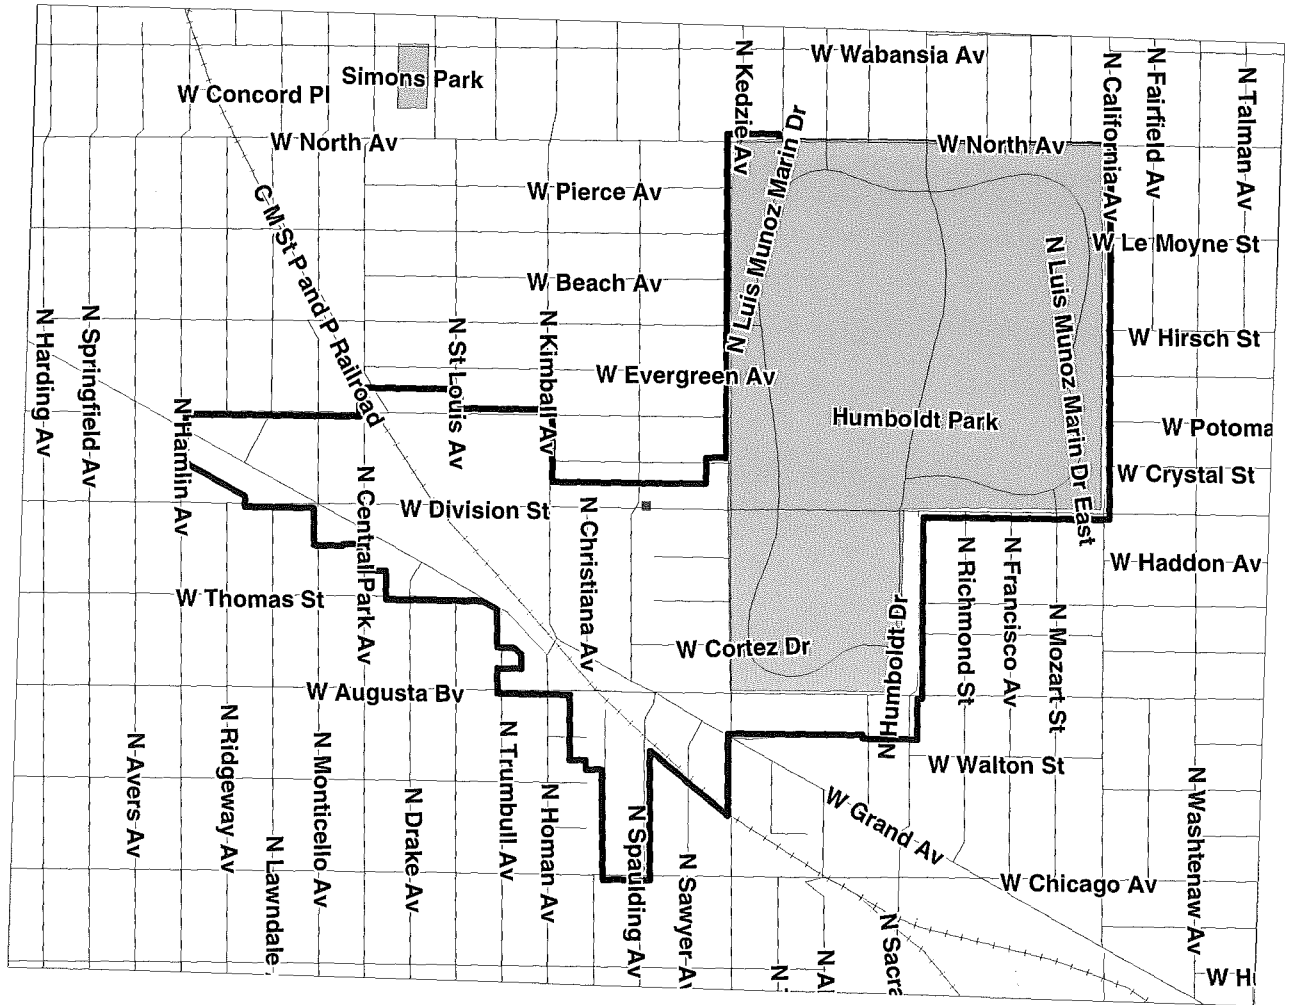 W Wabansia Av
Simons Park
W Concord Pl
W North Av
W North Av
N Kedzie Av
N California Av
N Fairfield Av
N Talman Av
N Luis Munoz Marin Dr
C M St P and P Railroad
W Pierce Av
W Le Moyne St
W Beach Av
N Luis Munoz Marin Dr East
N Harding Av
N Springfield Av
N St Louis Av
N Kimball Av
W Hirsch St
W Evergreen Av
N Hamlin Av
Humboldt Park
W Potoma
N Central Park Av
W Crystal St
W Division St
N Christiana Av
N Richmond St
N Francisco Av
W Haddon Av
W Thomas St
N Humboldt Dr
N Mozart St
W Cortez Dr
W Augusta Bv
N Avers Av
N Ridgeway Av
N Monticello Av
N Trumbull Av
W Walton St
N Washtenaw Av
N Drake Av
N Homan Av
N Spaulding Av
W Grand Av
N Lawndale
N Sawyer Av
W Chicago Av
N Sacra
N A
W H